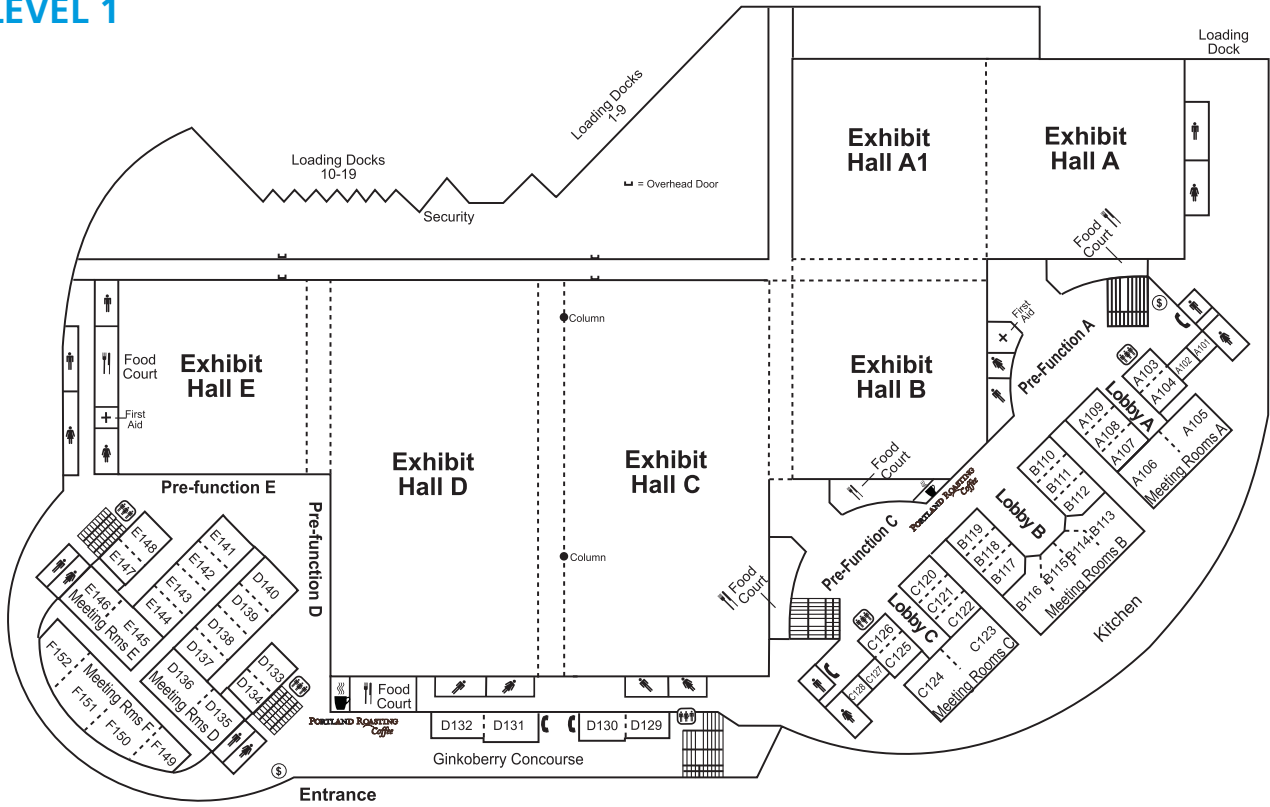 LEVEL 1
Loading
Dock
Loading Docks
1-9
Loading Docks
10-19
Security
= Overhead Door
Exhibit
Hall A1
Exhibit
Hall A
Food
Court
First
Aid
Pre-Function A
$
Column
Exhibit
Hall E
Food
Court
First
Aid
Exhibit
Hall B
Exhibit
Hall D
Exhibit
Hall C
Food
Court
PORTLAND ROASTING
Coffee
Column
Pre-function E
Pre-function D
Pre-Function C
Food
Court
A101
A102
A103
A104
Lobby A
A105
A106
Meeting Rooms A
A109
A108
A107
B110
B111
B112
Lobby B
B113
B114
B115
B116
Meeting Rooms B
B119
B118
B117
Kitchen
C120
C121
C122
Lobby C
C123
C124
Meeting Rooms C
C126
C125
C127
C128
E148
E147
E141
E142
E143
E144
E146
E145
Meeting Rms E
D140
D139
D138
D137
D136
D135
Meeting Rms D
D133
D134
F152
F151
F150
F149
Meeting Rms F
Food
Court
PORTLAND ROASTING
Coffee
D132
D131
D130
D129
Ginkoberry Concourse
$
Entrance